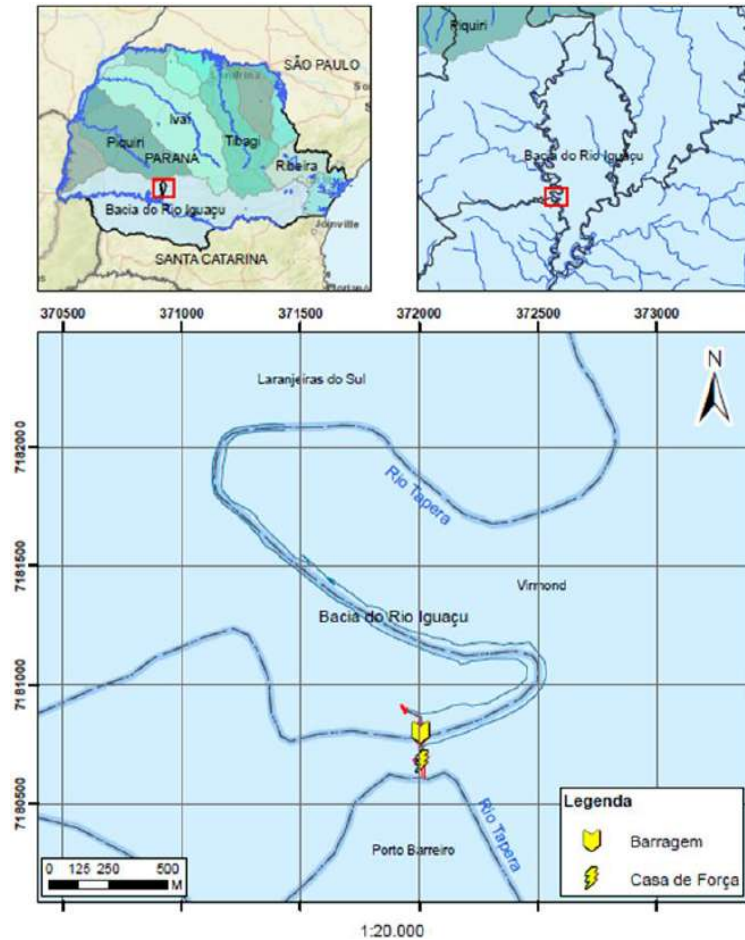 SÃO PAULO
Londrina
Ivaí
Piquiri
Tibagi
PARANÁ
Ribeira
Bacia do Rio Iguaçu
Joinville
SANTA CATARINA
Piquiri
Bacia do Rio Iguaçu
370500 371000 371500 372000 372500 373000
Laranjeiras do Sul
N
7182000
Rio Tapera
7181500
Virmond
Bacia do Rio Iguaçu
7181000
7180500
Rio Tapera
Porto Barreiro
Legenda
Barragem
Casa de Força
0 125 250 500
M
1:20.000